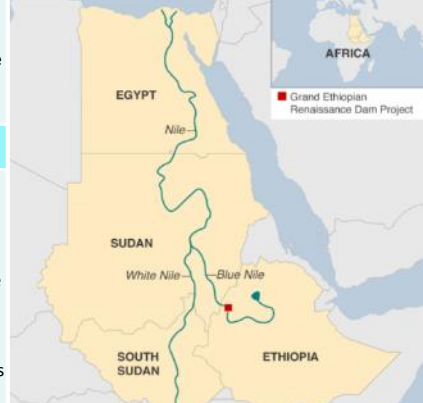 AFRICA
Grand Ethiopian
Renaissance Dam Project
EGYPT
Nile
SUDAN
White Nile
Blue Nile
SOUTH
SUDAN
ETHIOPIA